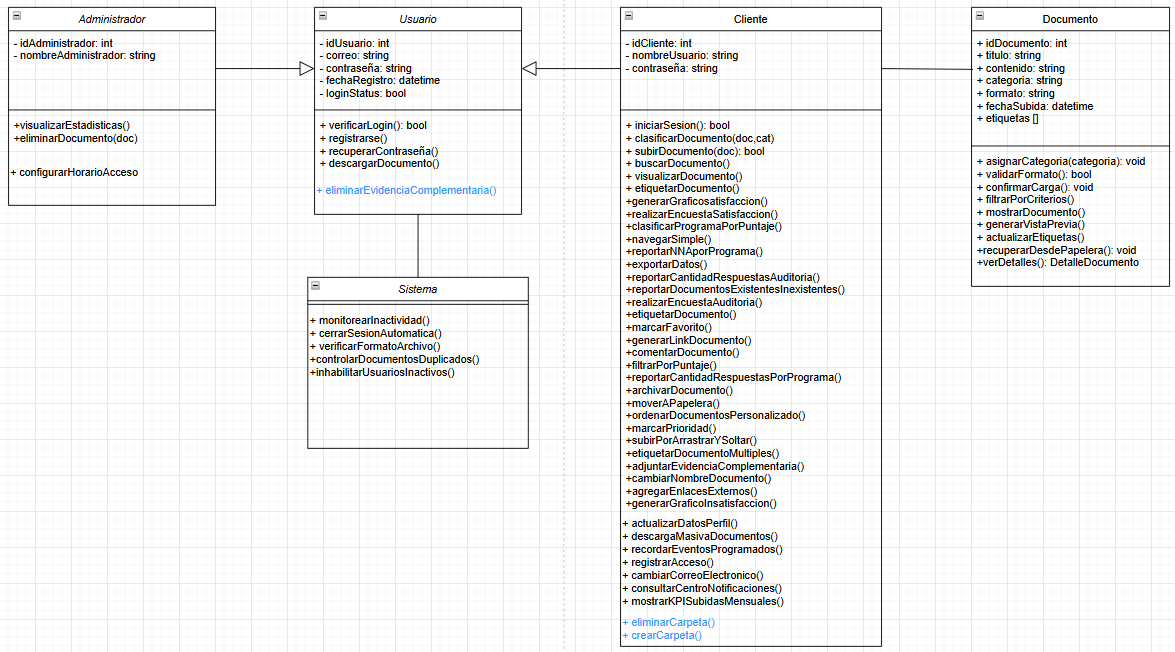 Administrador
- idAdministrador: int
- nombreAdministrador: string
+visualizarEstadisticas()
+eliminarDocumento(doc)
+ configurarHorarioAcceso
Usuario
- idUsuario: int
- correo: string
- contraseña: string
- fechaRegistro: datetime
- loginStatus: bool
+ verificarLogin(): bool
+ registrarse()
+ recuperarContraseña()
+ descargarDocumento()
+ eliminarEvidenciaComplementaria()
Sistema
+ monitorearInactividad()
+ cerrarSesionAutomatica()
+ verificarFormatoArchivo()
+controlarDocumentosDuplicados()
+inhabilitarUsuariosInactivos()
Cliente
- idCliente: int
- nombreUsuario: string
- contraseña: string
+ iniciarSesion(): bool
+ clasificarDocumento(doc,cat)
+ subirDocumento(doc): bool
+ buscarDocumento()
+ visualizarDocumento()
+ etiquetarDocumento()
+generarGraficosatisfaccion()
+realizarEncuestaSatisfaccion()
+clasificarProgramaPorPuntaje()
+navegarSimple()
+reportarNNAporPrograma()
+exportarDatos()
+reportarCantidadRespuestasAuditoria()
+reportarDocumentosExistentesInexistentes()
+realizarEncuestaAuditoria()
+etiquetarDocumento()
+marcarFavorito()
+generarLinkDocumento()
+comentarDocumento()
+filtrarPorPuntaje()
+reportarCantidadRespuestasPorPrograma()
+archivarDocumento()
+moverAPapelera()
+ordenarDocumentosPersonalizado()
+marcarPrioridad()
+subirPorArrastrarYSoltar()
+etiquetarDocumentoMultiples()
+adjuntarEvidenciaComplementaria()
+cambiarNombreDocumento()
+agregarEnlacesExternos()
+generarGraficoInsatisfaccion()
+ actualizarDatosPerfil()
+ descargaMasivaDocumentos()
+ recordarEventosProgramados()
+ registrarAcceso()
+ cambiarCorreoElectronico()
+ consultarCentroNotificaciones()
+ mostrarKPISubidasMensuales()
+ eliminarCarpeta()
+ crearCarpeta()
Documento
+ idDocumento: int
+ titulo: string
+ contenido: string
+ categoria: string
+ formato: string
+ fechaSubida: datetime
+ etiquetas []
+ asignarCategoria(categoria): void
+ validarFormato(): bool
+ confirmarCarga(): void
+ filtrarPorCriterios()
+ mostrarDocumento()
+ generarVistaPrevia()
+ actualizarEtiquetas()
+recuperarDesdePapelera(): void
+verDetalles(): DetalleDocumento